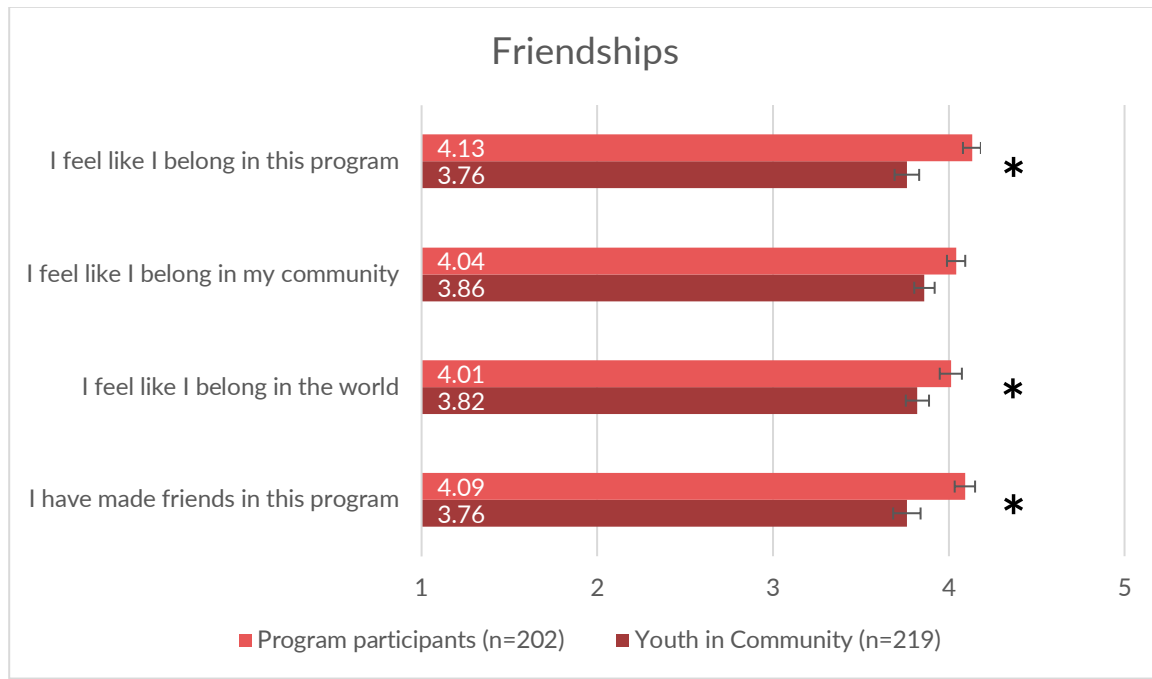 Friendships
I feel like I belong in this program
4.13
3.76
*
I feel like I belong in my community
4.04
3.86
I feel like I belong in the world
4.01
3.82
*
I have made friends in this program
4.09
3.76
*
1 2 3 4 5
Program participants (n=202) Youth in Community (n=219)